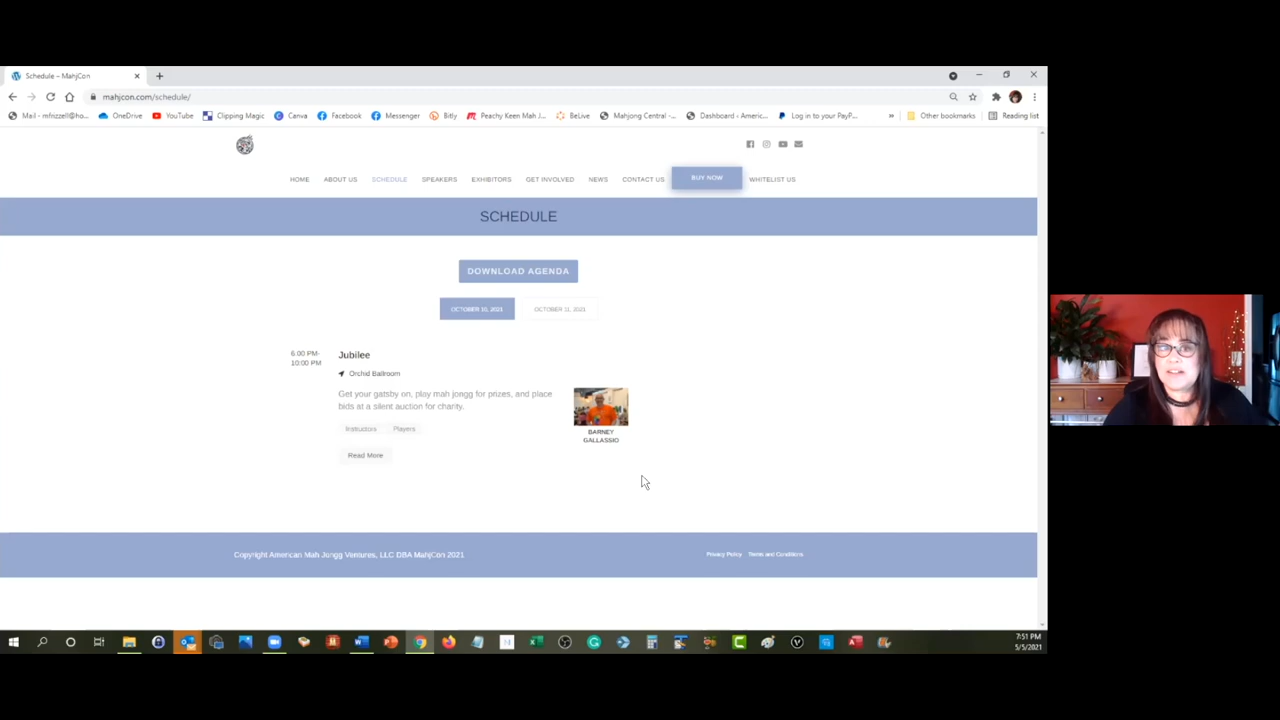 Schedule – MahjCon
mahjcon.com/schedule/
Mail - mfrizzell@ho... OneDrive YouTube Clipping Magic Canva Facebook Messenger Bitly Peachy Keen Mah J... BeLive Mahjong Central -... Dashboard ‹ Americ... Log in to your PayP... » Other bookmarks Reading list
HOME ABOUT US SCHEDULE SPEAKERS EXHIBITORS GET INVOLVED NEWS CONTACT US BUY NOW WHITELIST US
SCHEDULE
DOWNLOAD AGENDA
OCTOBER 10, 2021 OCTOBER 11, 2021
6.00 PM-
10:00 PM
Jubilee
Orchid Ballroom
Get your gatsby on, play mah jongg for prizes, and place
bids at a silent auction for charity.
Instructors Players
Read More
BARNEY
GALLASSIO
Copyright American Mah Jongg Ventures, LLC DBA MahjCon 2021
Privacy Policy Terms and Conditions
7:51 PM
5/5/2021